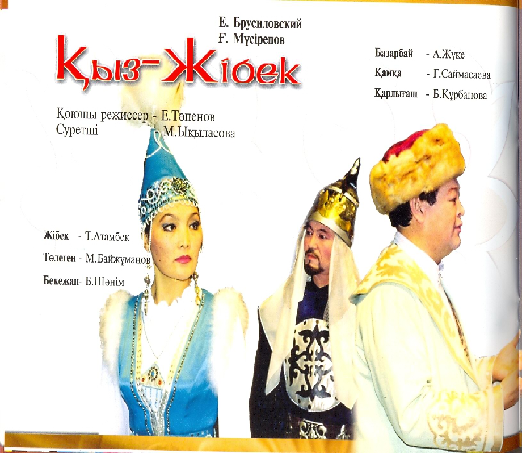 Е. Брусиловский
Ғ. Мүсірепов
Қыз-Жібек
Қоюшы режиссер - Е.Тапенов
Суретші - М.Ықыласова
Базарбай - А.Жүке
Қамқа - Г.Саймасаева
Қарлығаш - Б.Құрбанова
Жібек - Т.Атамбек
Төлеген - М.Байжұманов
Бекежан - Б.Шәнім